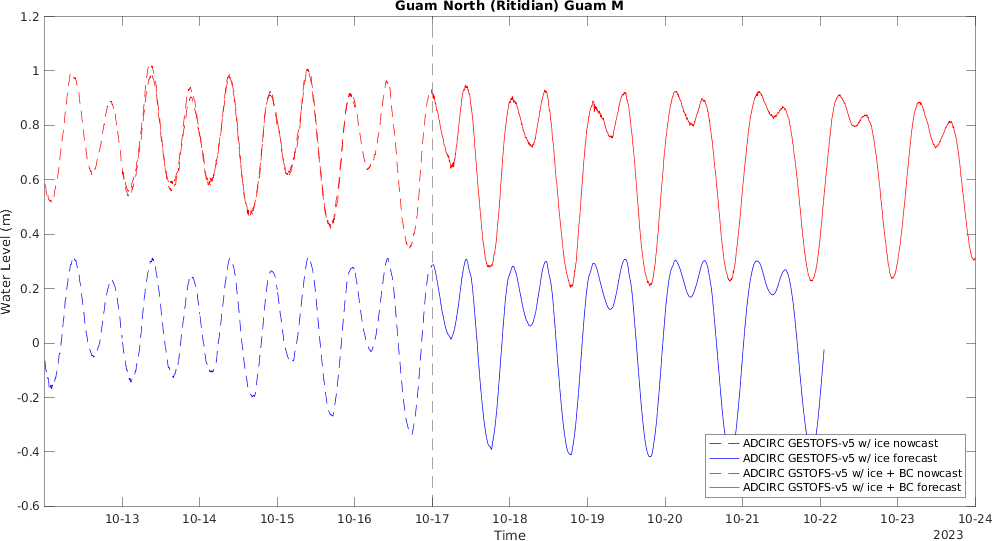 Guam North (Ritidian) Guam M
Water Level (m)
1.2
1
0.8
0.6
0.4
0.2
0
-0.2
-0.4
-0.6
ADCIRC GESTOFS-v5 w/ ice nowcast
ADCIRC GESTOFS-v5 w/ ice forecast
ADCIRC GSTOFS-v5 w/ ice + BC nowcast
ADCIRC GSTOFS-v5 w/ ice + BC forecast
10-13 10-14 10-15 10-16 10-17 10-18 10-19 10-20 10-21 10-22 10-23 10-24
Time
2023